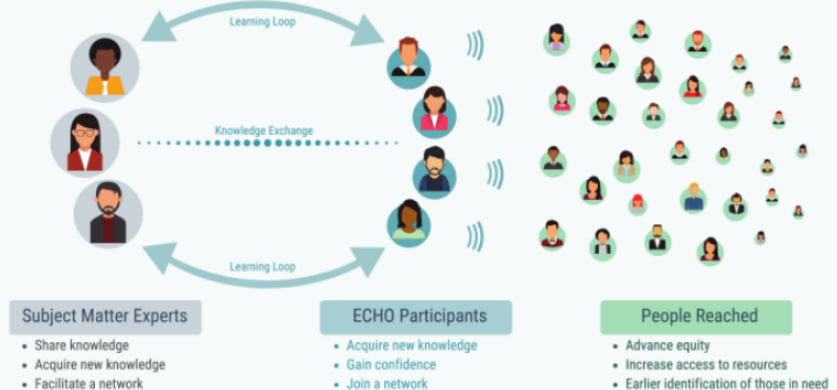 Learning Loop
Knowledge Exchange
Learning Loop
Subject Matter Experts
• Share knowledge
• Acquire new knowledge
• Facilitate a network
ECHO Participants
• Acquire new knowledge
• Gain confidence
• Join a network
People Reached
• Advance equity
• Increase access to resources
• Earlier identification of those in need